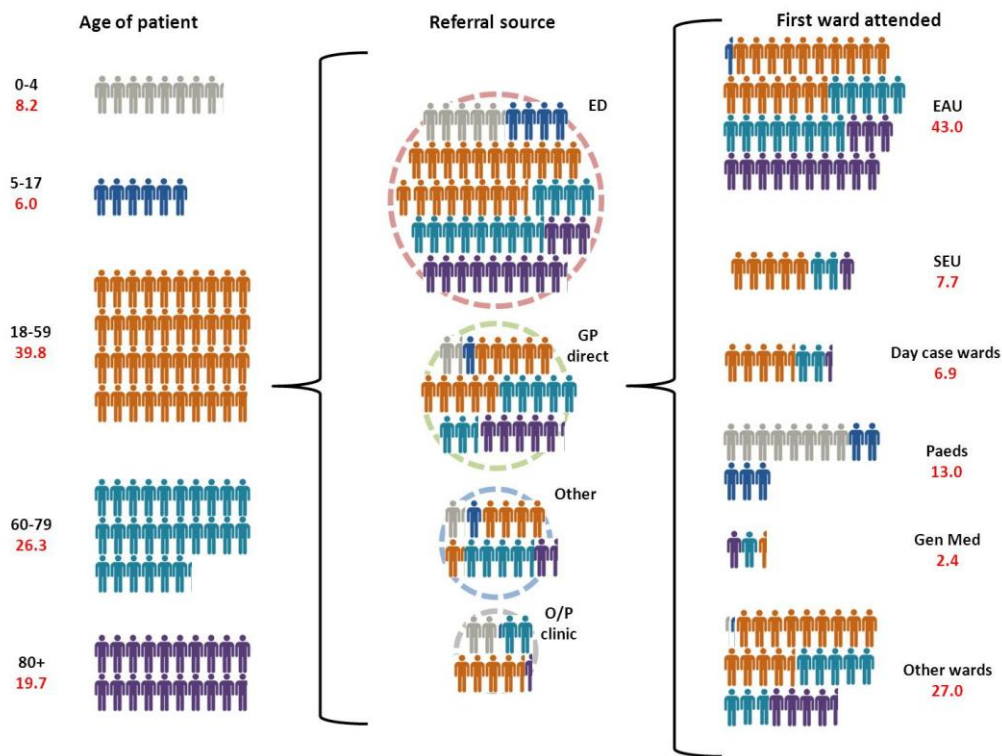 Age of patient
0-4
8.2
5-17
6.0
18-59
39.8
60-79
26.3
80+
19.7
Referral source
ED
GP
direct
Other
O/P
clinic
First ward attended
EAU
43.0
SEU
7.7
Day case wards
6.9
Paeds
13.0
Gen Med
2.4
Other wards
27.0